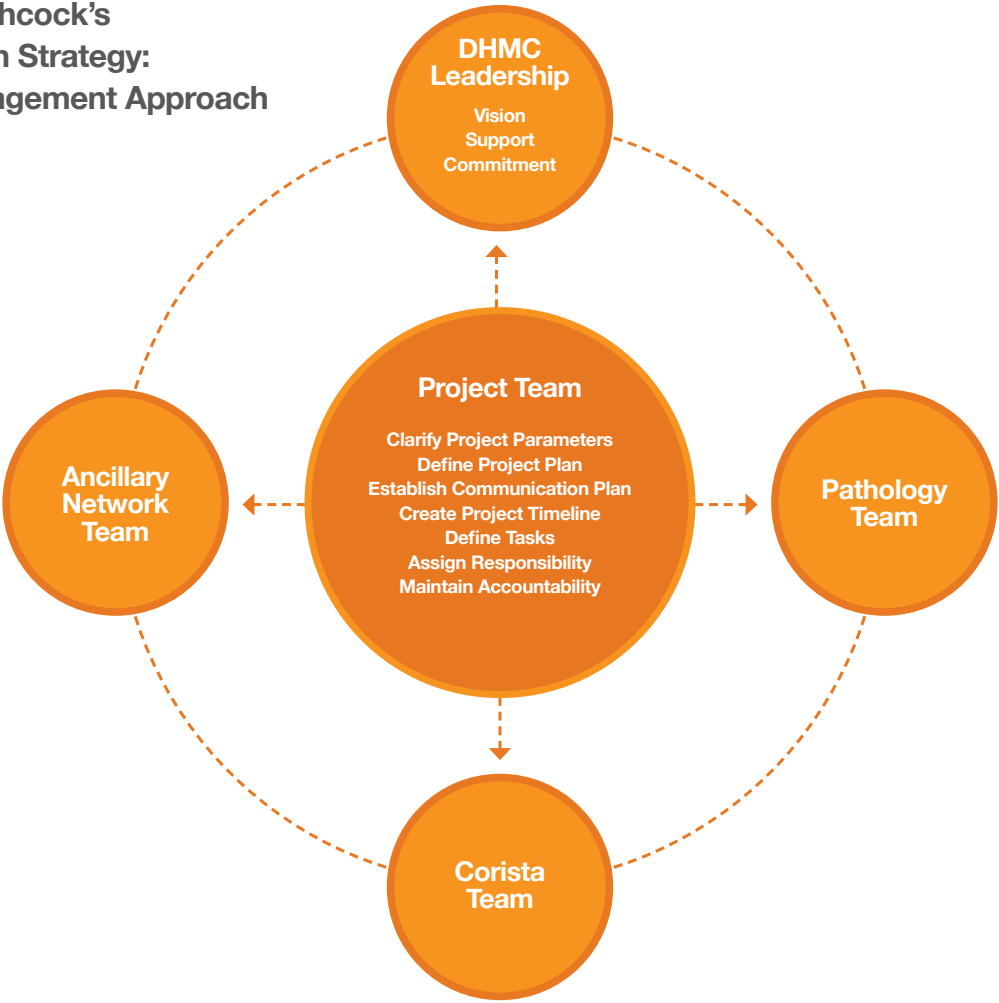 hcock's
n Strategy:
agement Approach
DHMC
Leadership
Vision
Support
Commitment
Project Team
Clarify Project Parameters
Define Project Plan
Establish Communication Plan
Create Project Timeline
Define Tasks
Assign Responsibility
Maintain Accountability
Ancillary
Network
Team
Pathology
Team
Corista
Team